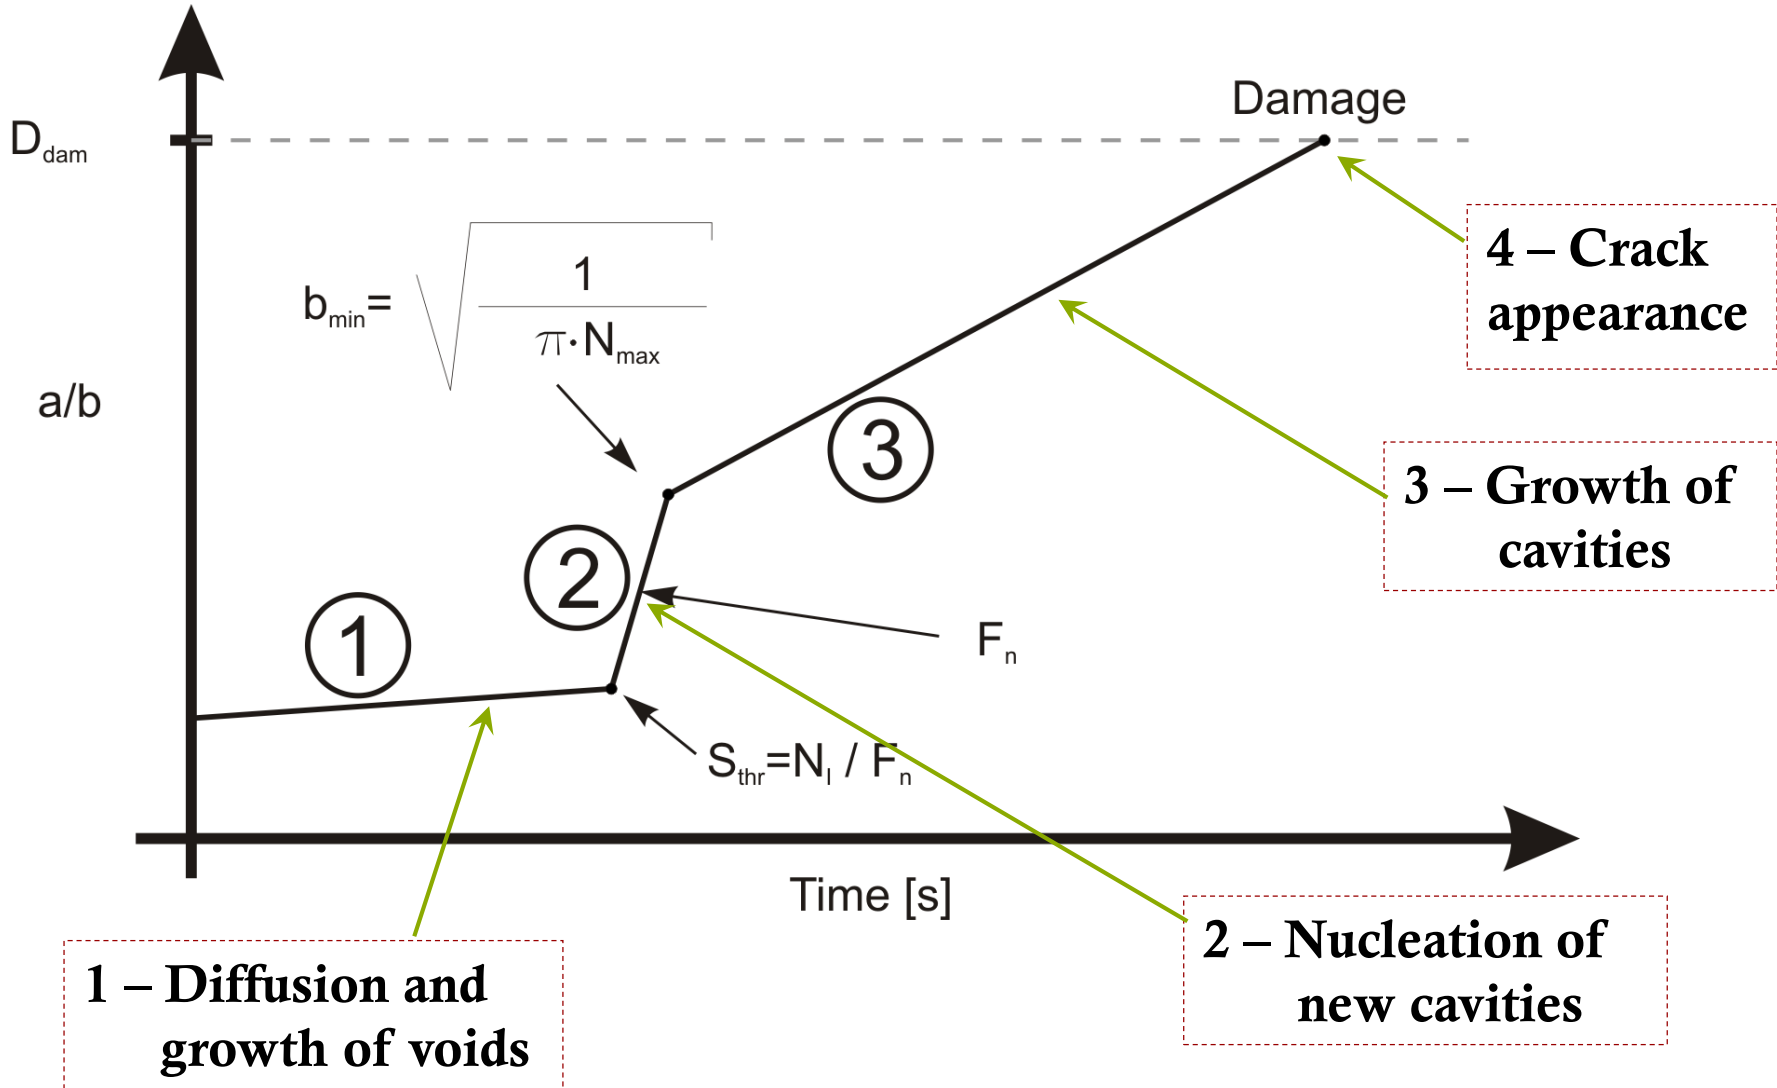 Damage
D_dam
b_min = √(1 / (π·N_max))
a/b
4 – Crack
appearance
3
3 – Growth of
cavities
2
1
F_n
S_thr=N_I / F_n
Time [s]
2 – Nucleation of
new cavities
1 – Diffusion and
growth of voids